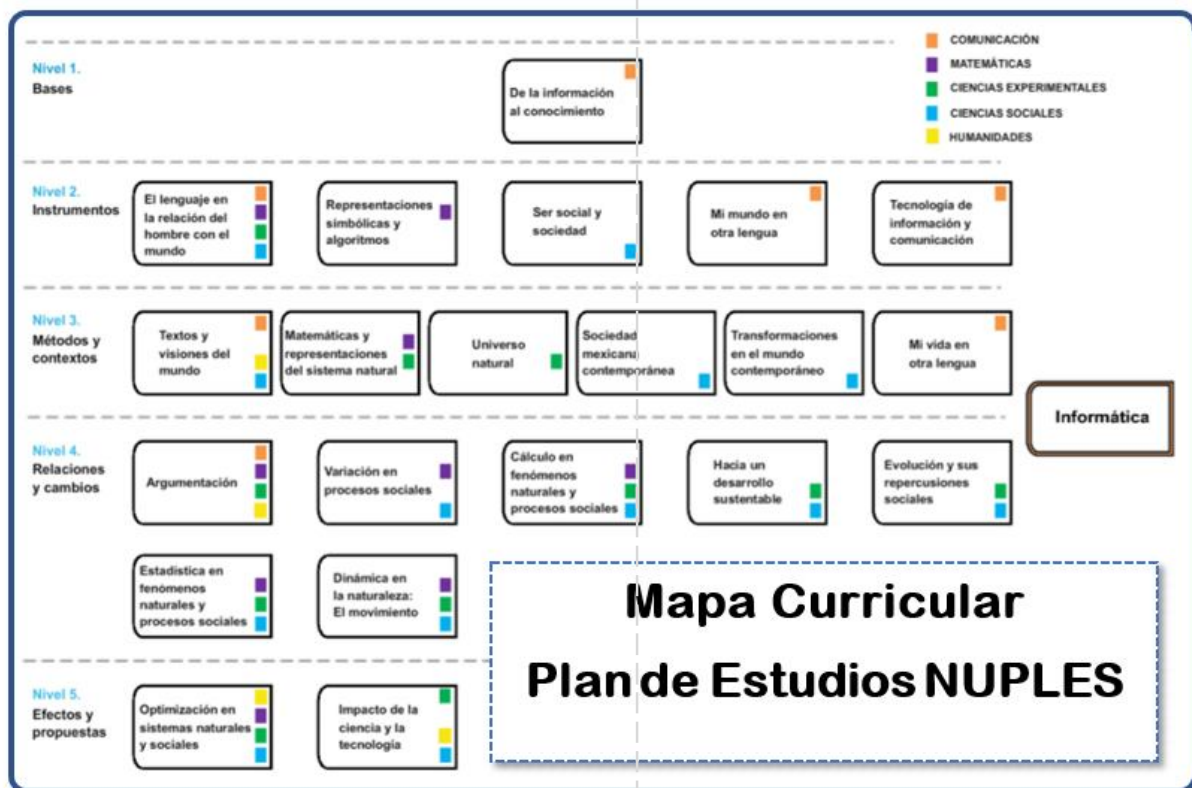 COMUNICACIÓN
MATEMÁTICAS
CIENCIAS EXPERIMENTALES
CIENCIAS SOCIALES
HUMANIDADES
Nivel 1.
Bases
De la información
al conocimiento
Nivel 2.
Instrumentos
El lenguaje en
la relación del
hombre con el
mundo
Representaciones
simbólicas y
algoritmos
Ser social y
sociedad
Mi mundo en
otra lengua
Tecnología de
información y
comunicación
Nivel 3.
Métodos y
contextos
Textos y
visiones del
mundo
Matemáticas y
representaciones
del sistema natural
Universo
natural
Sociedad
mexicana
contemporánea
Transformaciones
en el mundo
contemporáneo
Mi vida en
otra lengua
Informática
Nivel 4.
Relaciones
y cambios
Argumentación
Variación en
procesos sociales
Cálculo en
fenómenos
naturales y
procesos sociales
Hacia un
desarrollo
sustentable
Evolución y sus
repercusiones
sociales
Estadística en
fenómenos
naturales y
procesos sociales
Dinámica en
la naturaleza:
El movimiento
Mapa Curricular
Plan de Estudios NUPLES
Nivel 5.
Efectos y
propuestas
Optimización en
sistemas naturales
y sociales
Impacto de la
ciencia y la
tecnología